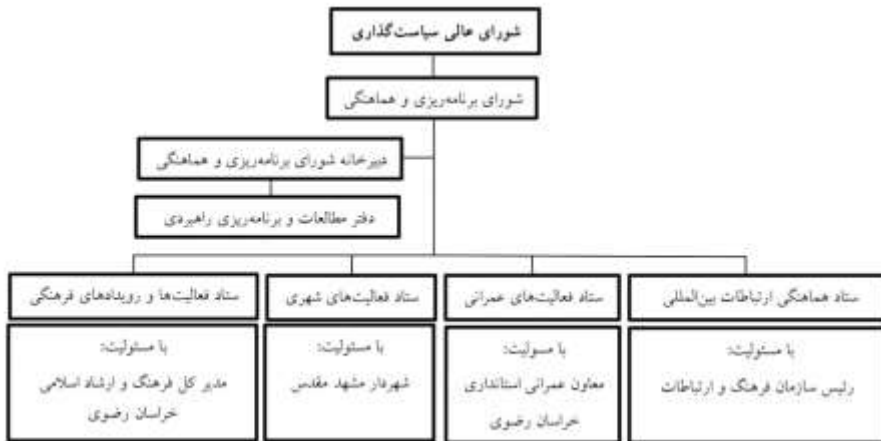 شورای عالی سیاست‌گذاری
شورای برنامه‌ریزی و هماهنگی
دبیرخانه شورای برنامه‌ریزی و هماهنگی
دفتر مطالعات و برنامه‌ریزی راهبردی
ستاد هماهنگی ارتباطات بین‌المللی
با مسئولیت:
رئیس سازمان فرهنگ و ارتباطات
ستاد فعالیت‌های عمرانی
با مسولیت:
معاون عمرانی استانداری
خراسان رضوی
ستاد فعالیت‌های شهری
با مسئولیت:
شهردار مشهد مقدس
ستاد فعالیت‌ها و رویدادهای فرهنگی
با مسئولیت:
مدیر کل فرهنگ و ارشاد اسلامی
خراسان رضوی